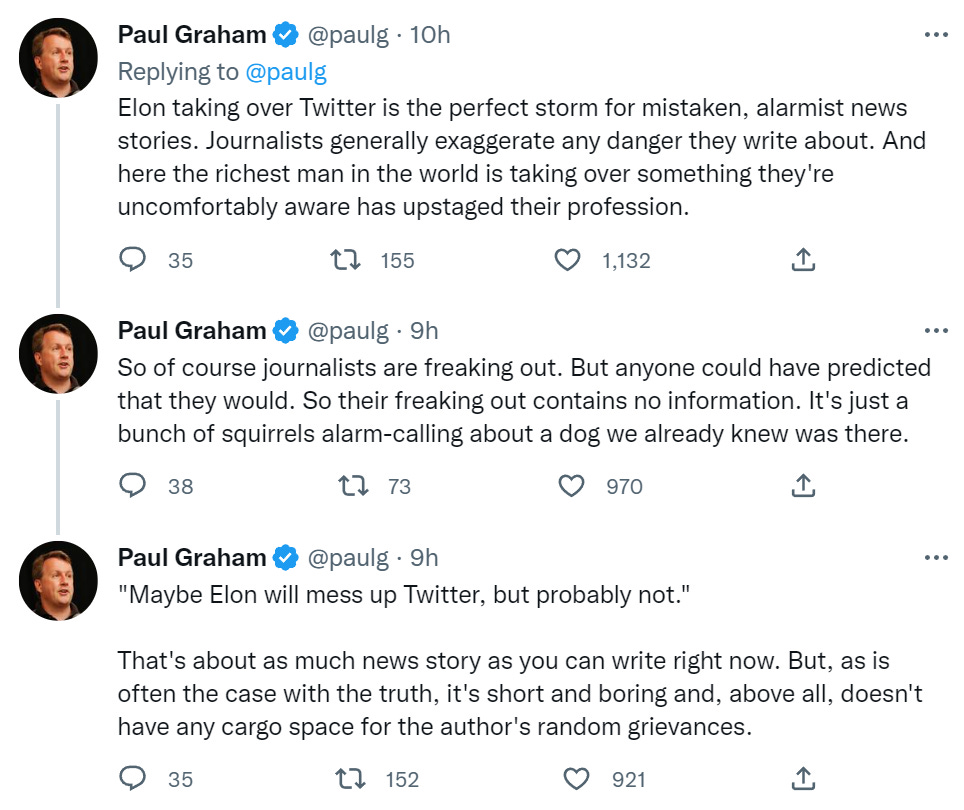 Paul Graham @paulg · 10h
Replying to @paulg
Elon taking over Twitter is the perfect storm for mistaken, alarmist news
stories. Journalists generally exaggerate any danger they write about. And
here the richest man in the world is taking over something they're
uncomfortably aware has upstaged their profession.
35 155 1,132
Paul Graham @paulg · 9h
So of course journalists are freaking out. But anyone could have predicted
that they would. So their freaking out contains no information. It's just a
bunch of squirrels alarm-calling about a dog we already knew was there.
38 73 970
Paul Graham @paulg · 9h
"Maybe Elon will mess up Twitter, but probably not."
That's about as much news story as you can write right now. But, as is
often the case with the truth, it's short and boring and, above all, doesn't
have any cargo space for the author's random grievances.
35 152 921